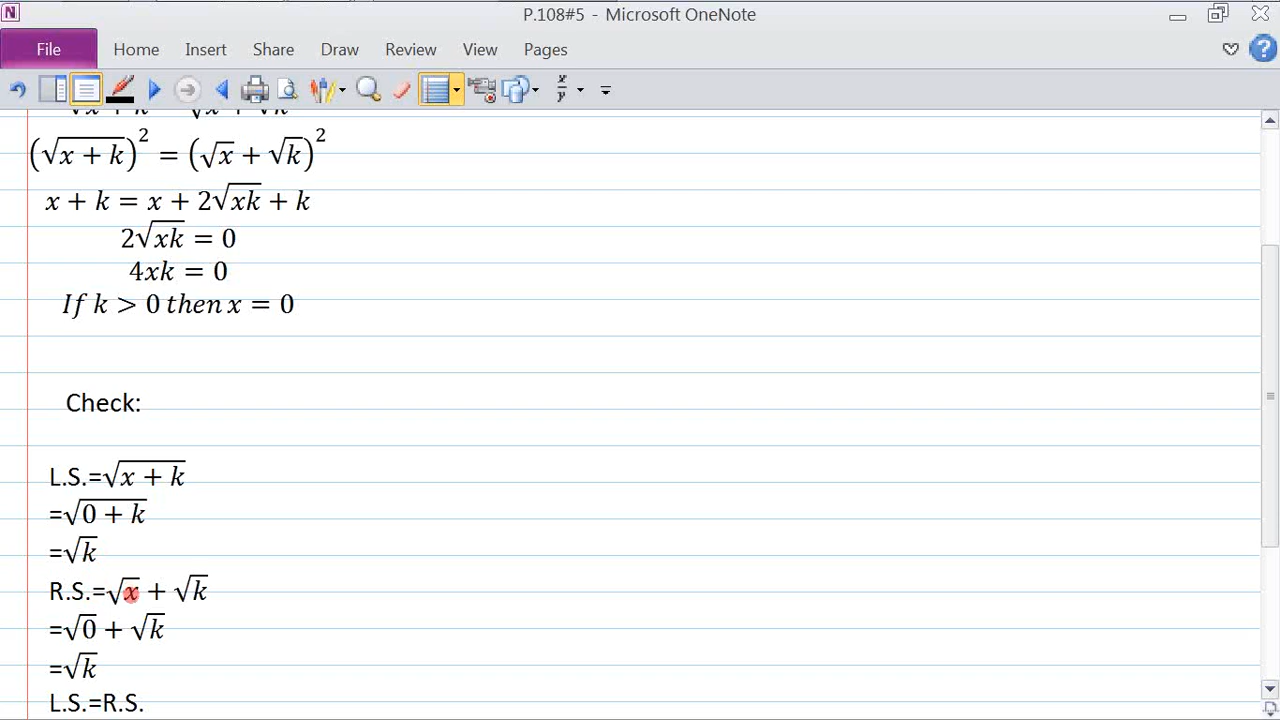 P.108#5 - Microsoft OneNote
File Home Insert Share Draw Review View Pages
(√(x + k))² = (√x + √k)²
x + k = x + 2√(xk) + k
2√(xk) = 0
4xk = 0
If k > 0 then x = 0
Check:
L.S.=√(x + k)
=√(0 + k)
=√k
R.S.=√x + √k
=√0 + √k
=√k
L.S.=R.S.